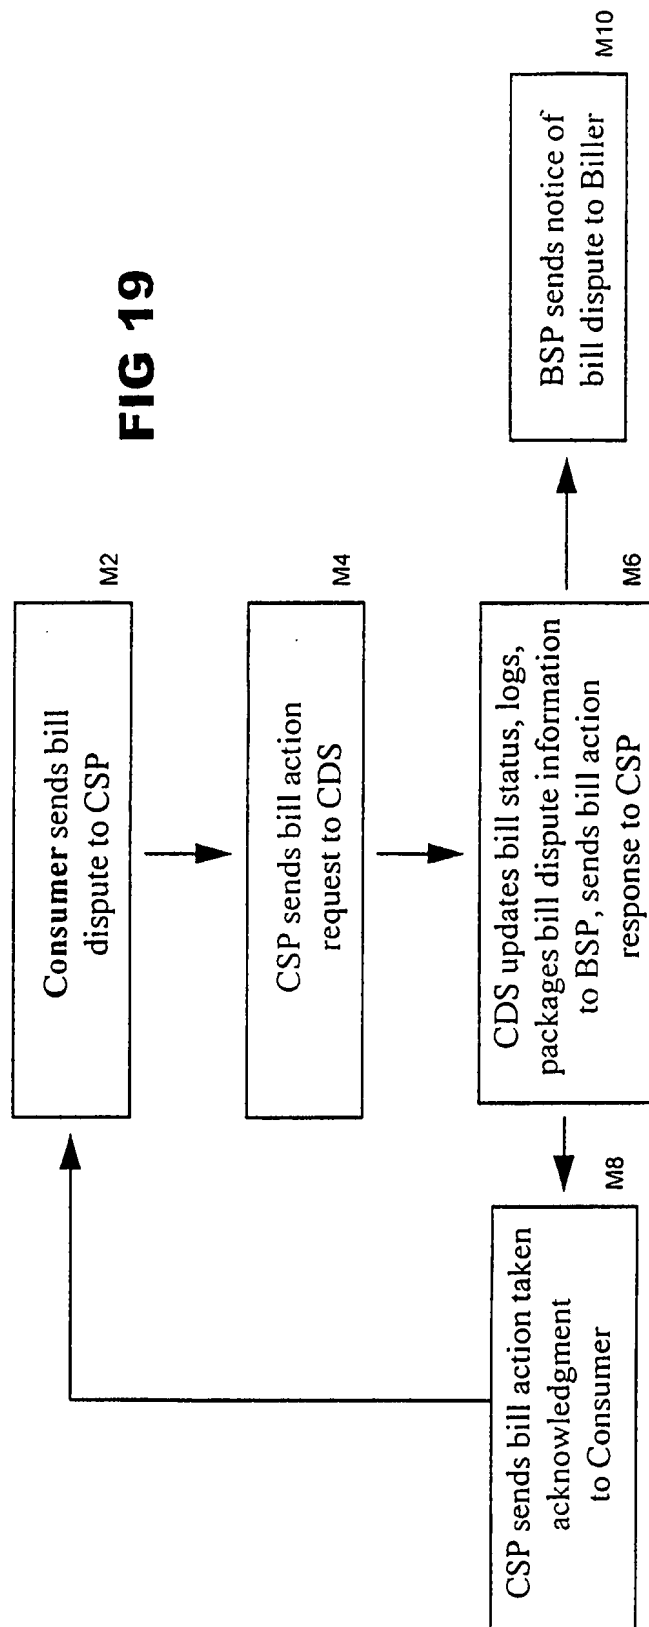 FIG 19
Consumer sends bill
dispute to CSP
M2
CSP sends bill action
request to CDS
M4
CDS updates bill status, logs,
packages bill dispute information
to BSP, sends bill action
response to CSP
M6
CSP sends bill action taken
acknowledgment
to Consumer
M8
BSP sends notice of
bill dispute to Biller
M10